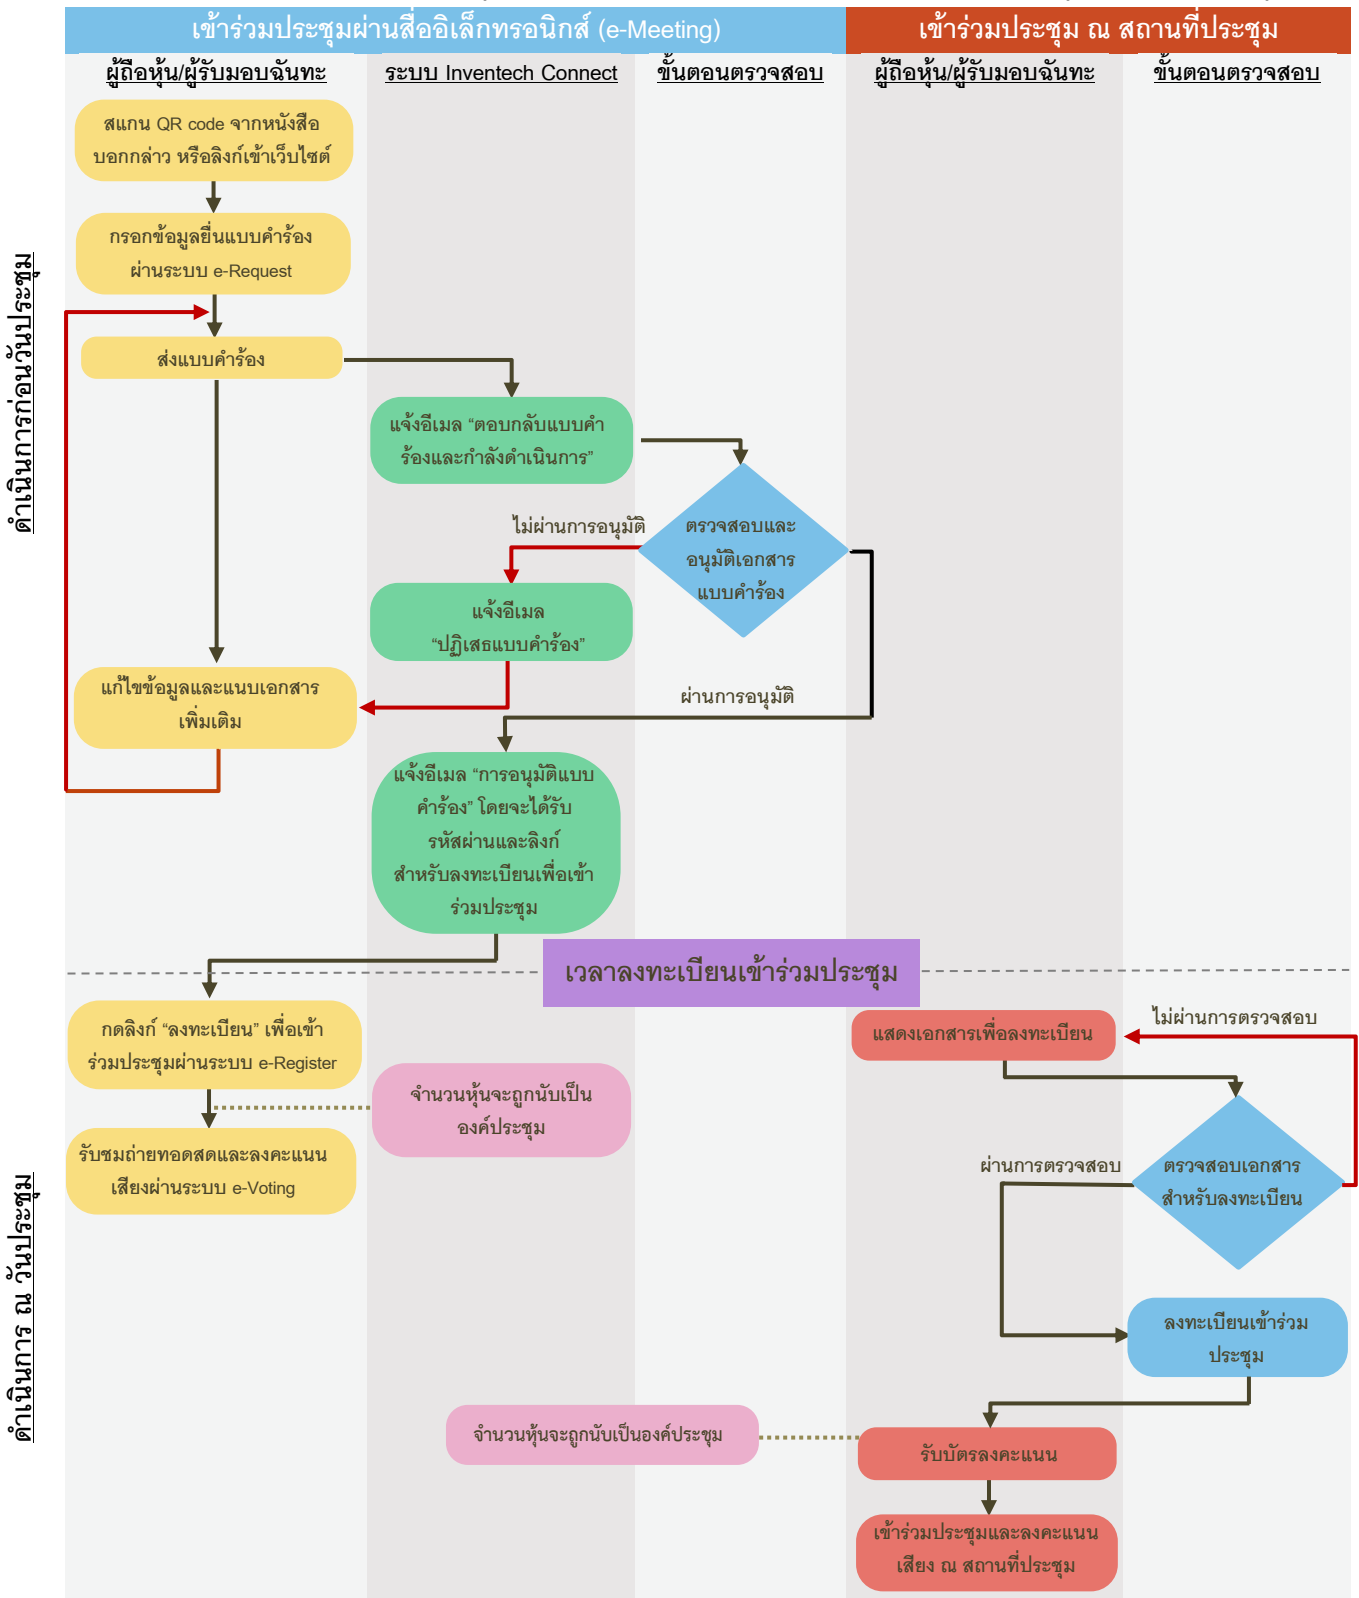 เข้าร่วมประชุมผ่านสื่ออิเล็กทรอนิกส์ (e-Meeting)
เข้าร่วมประชุม ณ สถานที่ประชุม
ผู้ถือหุ้น/ผู้รับมอบฉันทะ
ระบบ Inventech Connect
ขั้นตอนตรวจสอบ
ผู้ถือหุ้น/ผู้รับมอบฉันทะ
ขั้นตอนตรวจสอบ
ดำเนินการก่อนวันประชุม
สแกน QR code จากหนังสือ
บอกกล่าว หรือลิงก์เข้าเว็บไซต์
กรอกข้อมูลยื่นแบบคำร้อง
ผ่านระบบ e-Request
ส่งแบบคำร้อง
แจ้งอีเมล “ตอบกลับแบบคำ
ร้องและกำลังดำเนินการ”
ไม่ผ่านการอนุมัติ
ตรวจสอบและ
อนุมัติเอกสาร
แบบคำร้อง
แจ้งอีเมล
“ปฏิเสธแบบคำร้อง”
แก้ไขข้อมูลและแนบเอกสาร
เพิ่มเติม
ผ่านการอนุมัติ
แจ้งอีเมล “การอนุมัติแบบ
คำร้อง” โดยจะได้รับ
รหัสผ่านและลิงก์
สำหรับลงทะเบียนเพื่อเข้า
ร่วมประชุม
เวลาลงทะเบียนเข้าร่วมประชุม
ดำเนินการ ณ วันประชุม
กดลิงก์ “ลงทะเบียน” เพื่อเข้า
ร่วมประชุมผ่านระบบ e-Register
จำนวนหุ้นจะถูกนับเป็น
องค์ประชุม
รับชมถ่ายทอดสดและลงคะแนน
เสียงผ่านระบบ e-Voting
แสดงเอกสารเพื่อลงทะเบียน
ไม่ผ่านการตรวจสอบ
ผ่านการตรวจสอบ
ตรวจสอบเอกสาร
สำหรับลงทะเบียน
ลงทะเบียนเข้าร่วม
ประชุม
จำนวนหุ้นจะถูกนับเป็นองค์ประชุม
รับบัตรลงคะแนน
เข้าร่วมประชุมและลงคะแนน
เสียง ณ สถานที่ประชุม